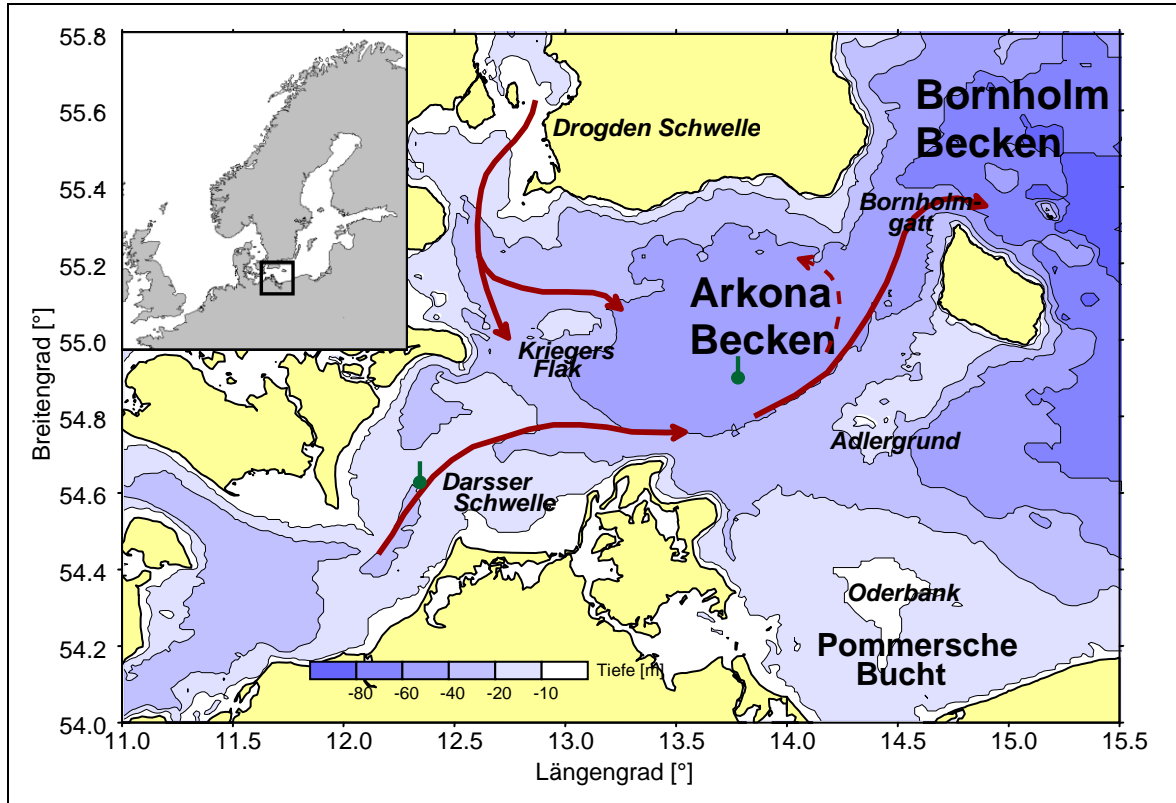 55.8
55.6
55.4
55.2
55.0
54.8
54.6
54.4
54.2
54.0
Breitengrad [°]
Drogden Schwelle
Bornholm
Becken
Bornholm-
gatt
Arkona
Becken
Kriegers
Flak
Adlergrund
Darsser
Schwelle
Oderbank
Pommersche
Bucht
Tiefe [m]
-80 -60 -40 -20 -10
11.0 11.5 12.0 12.5 13.0 13.5 14.0 14.5 15.0 15.5
Längengrad [°]